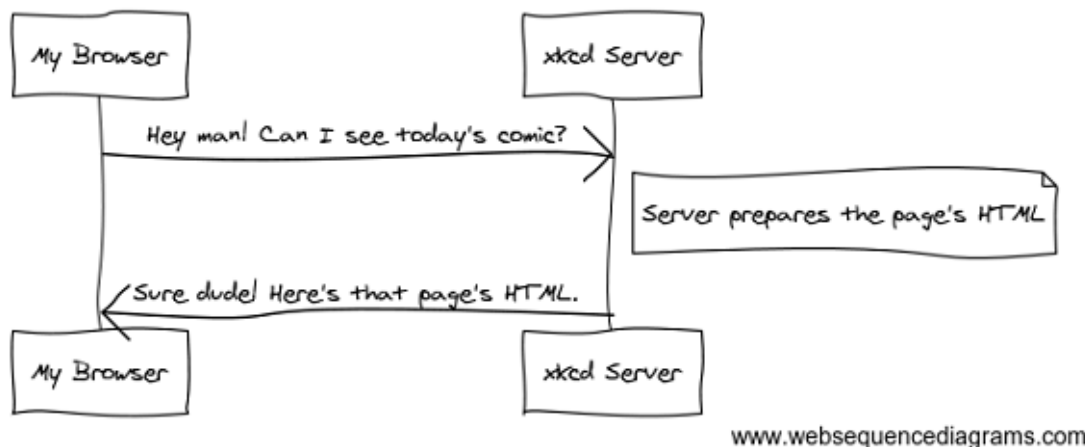 My Browser
xkcd Server
Hey man! Can I see today's comic?
Server prepares the page's HTML
Sure dude! Here's that page's HTML.
My Browser
xkcd Server
www.websequencediagrams.com